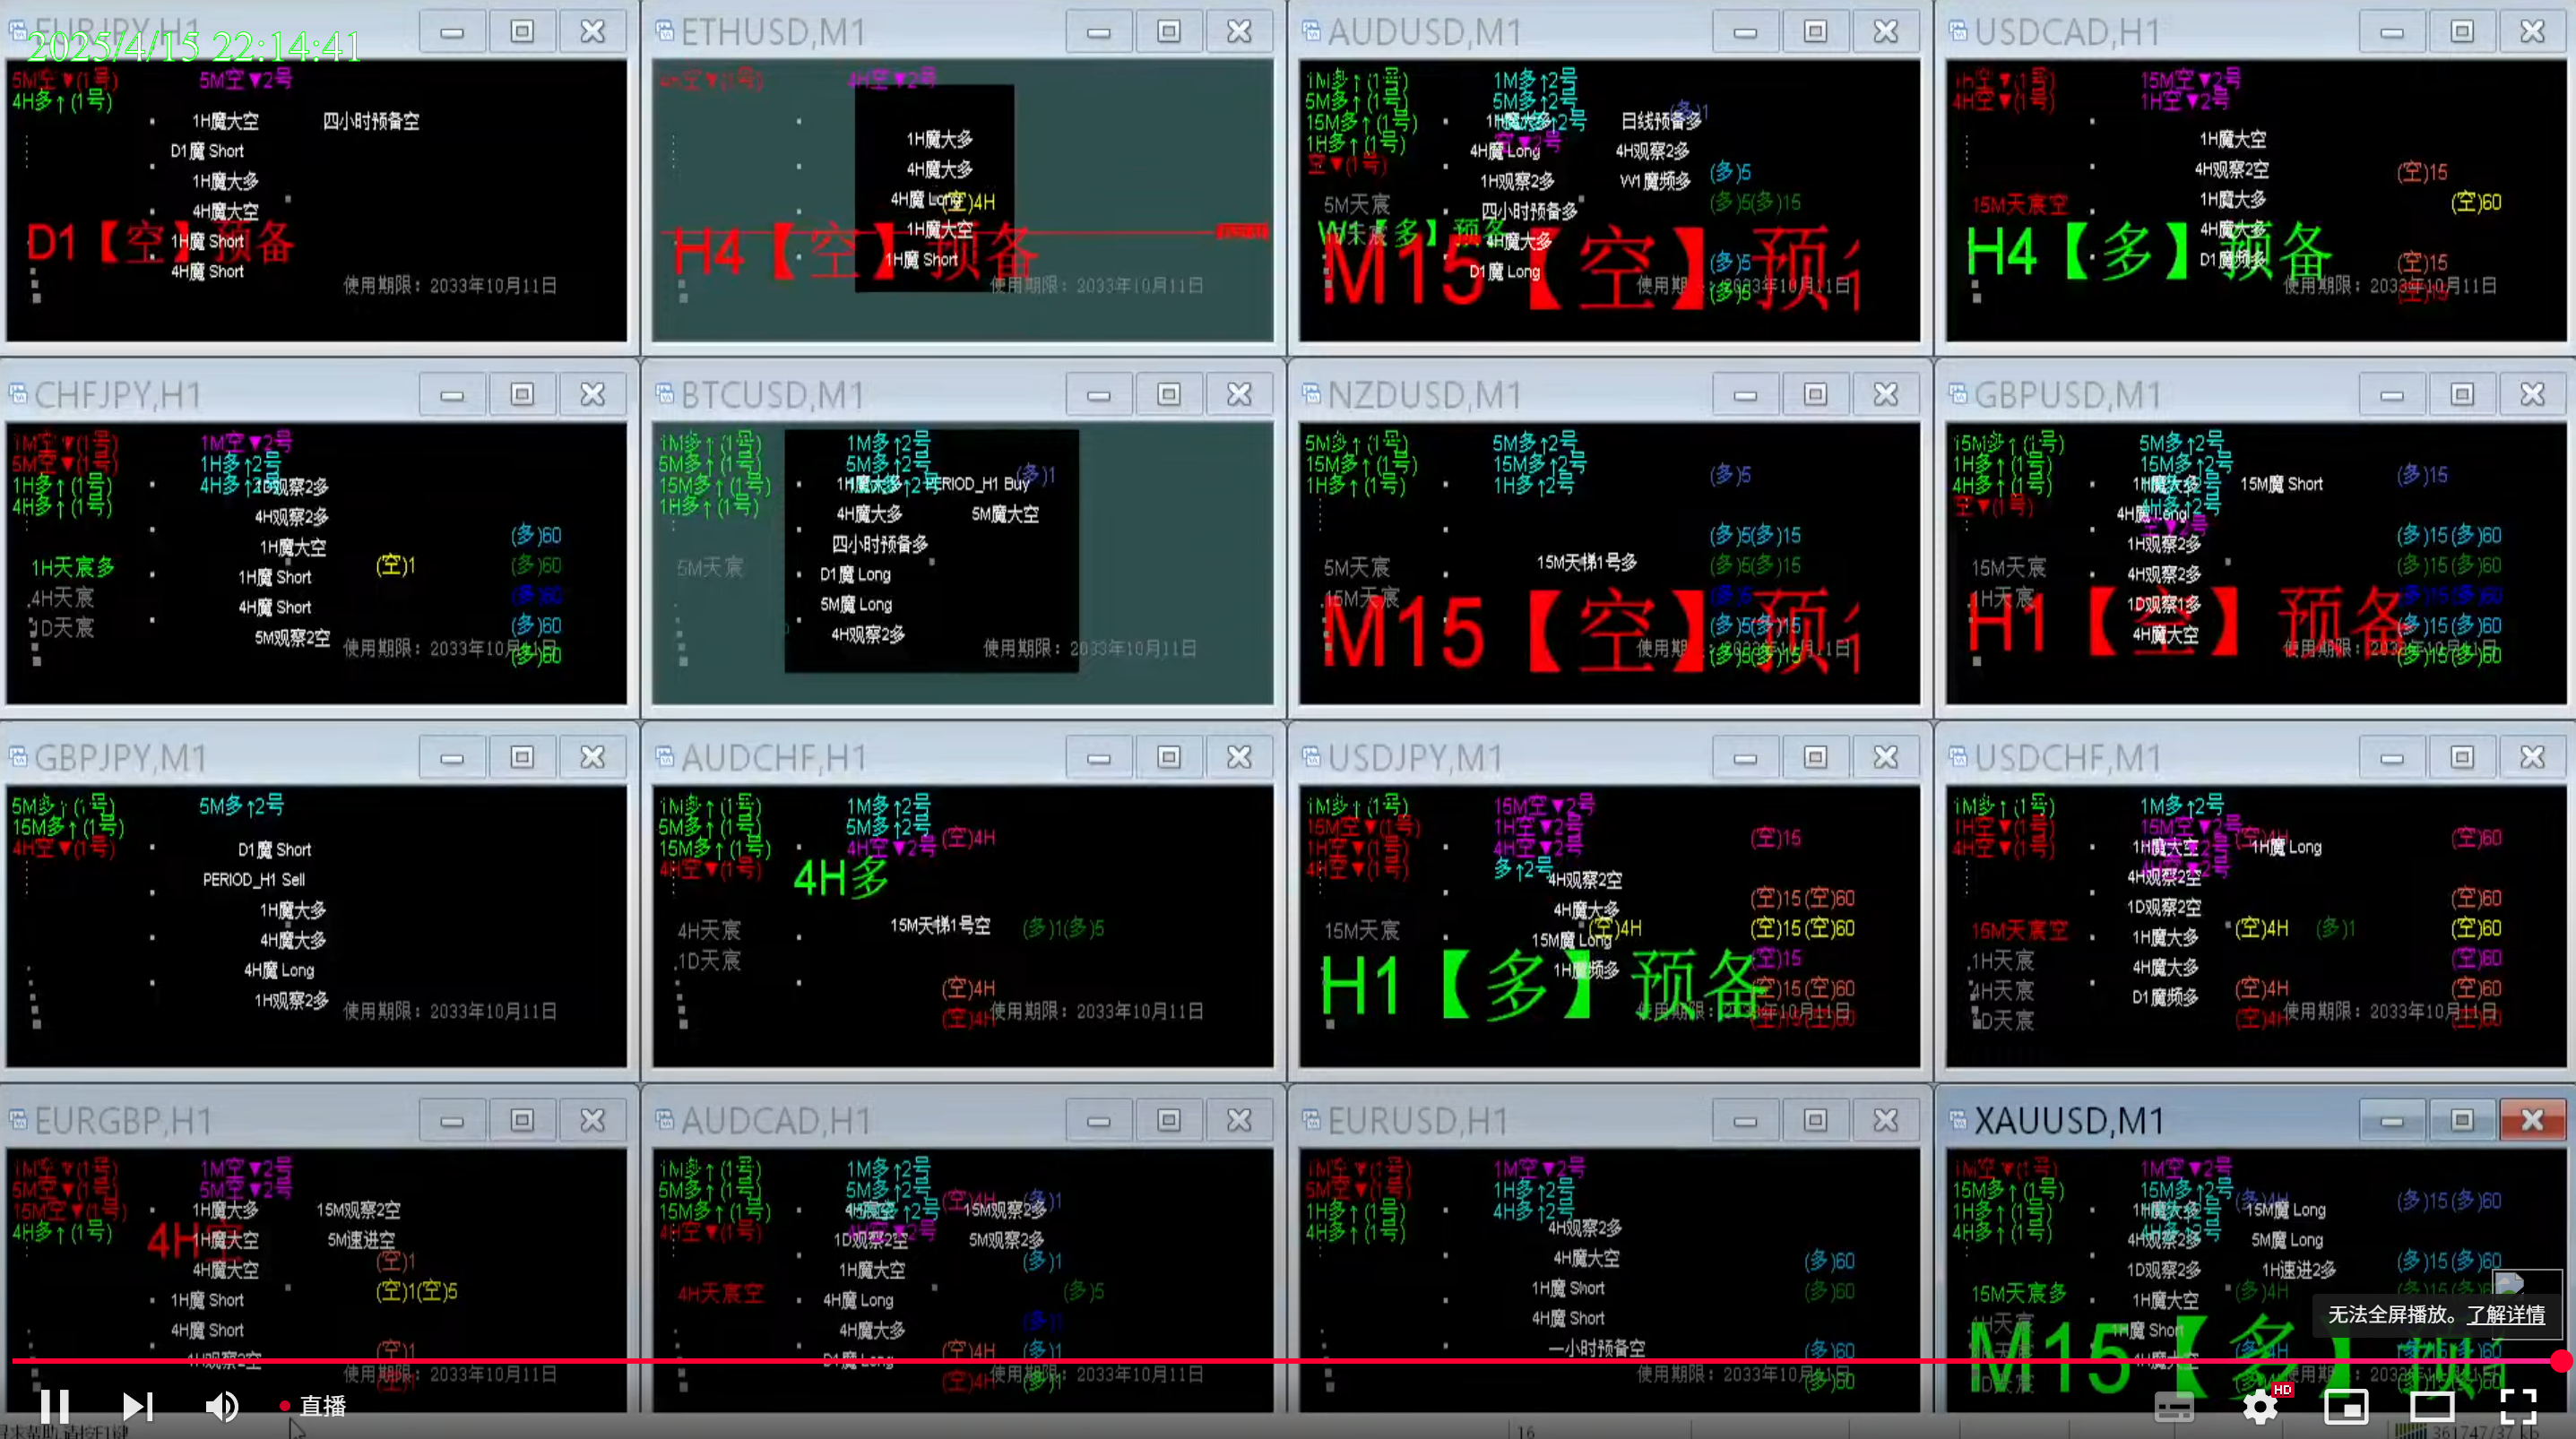 EURJPY,H1
2025/4/15 22:14:41
5M空▼(1号) 5M空▼2号
4H多↑(1号)
1H魔大空 四小时预备空
D1魔 Short
1H魔大多
4H魔大空
D1【空】预备
1H魔 Short
4H魔 Short
使用期限：2033年10月11日
ETHUSD,M1
4H空▼(1号) 4H空▼2号
1H魔大多
4H魔大多
4H魔 Long (空)4H
1H魔大空
H4【空】预备
1H魔 Short
使用期限：2033年10月11日
AUDUSD,M1
1M多↑(1号) 1M多↑2号
5M多↑(1号) 5M多↑2号
(多)1
15M多↑(1号) 日线预备多
1H多↑(1号)
4H魔 Long 4H观察2多
空▼(1号)
(多)5
1H观察2多 W1魔频多
5M天宸 (多)5(多)15
四小时预备多
4H魔大多
M15【空】预
(多)5
D1魔 Long
(多)5
USDCAD,H1
1H空▼(1号) 15M空▼2号
4H空▼(1号) 1H空▼2号
1H魔大空
4H观察2空 (空)15
15M天宸空 1H魔大多 (空)60
4H魔大多
H4【多】预备
D1魔频多 (空)15
使用期限：2033年10月11日
CHFJPY,H1
1M空▼(1号) 1M空▼2号
5M空▼(1号) 1H多↑2号
1H多↑(1号) 4H多↑2号
1D观察2多
4H多↑(1号)
4H观察2多
(多)60
1H魔大空
1H天宸多 (空)1 (多)60
1H魔 Short
4H天宸 (多)60
4H魔 Short
1D天宸 (多)60
5M观察2空
使用期限：2033年10月11日
(多)60
BTCUSD,M1
1M多↑(1号) 1M多↑2号
5M多↑(1号) 5M多↑2号
(多)1
15M多↑(1号) 1H魔大多 PERIOD_H1 Buy
1H多↑(1号)
4H魔大多 5M魔大空
四小时预备多
5M天宸
D1魔 Long
5M魔 Long
4H观察2多
使用期限：2033年10月11日
NZDUSD,M1
5M多↑(1号) 5M多↑2号
15M多↑(1号) 15M多↑2号
(多)5
1H多↑(1号) 1H多↑2号
(多)5(多)15
5M天宸 15M天梯1号多 (多)5(多)15
15M天宸 (多)5
M15【空】预
(多)5(多)15
(多)5(多)15
GBPUSD,M1
15M多↑(1号) 5M多↑2号
1H多↑(1号) 15M多↑2号
(多)15
4H多↑(1号) 1H魔大多 15M魔 Short
4H多↑2号
空▼(1号)
空▼2号
(多)15(多)60
1H观察2多
15M天宸 (多)15(多)60
4H观察2多
1H天宸 (多)15(多)60
1D观察1多
H1【空】预备
(多)15(多)60
4H魔大空
(多)15(多)60
GBPJPY,M1
5M多↑(1号) 5M多↑2号
15M多↑(1号)
4H空▼(1号)
D1魔 Short
PERIOD_H1 Sell
1H魔大多
4H魔大多
4H魔 Long
1H观察2多
使用期限：2033年10月11日
AUDCHF,H1
1M多↑(1号) 1M多↑2号
5M多↑(1号) 5M多↑2号
(空)4H
15M多↑(1号) 4H空▼2号
4H空▼(1号)
4H多
4H天宸 15M天梯1号空 (多)1(多)5
1D天宸
(空)4H
(空)4H
使用期限：2033年10月11日
USDJPY,M1
1M多↑(1号) 15M空▼2号
15M空▼(1号) 1H空▼2号
(空)15
1H空▼(1号) 4H空▼2号
4H空▼(1号) 多↑2号
4H观察2空
(空)15(空)60
4H魔大多
15M天宸 (空)4H (空)15(空)60
15M魔 Long
(空)15
1H魔频多
H1【多】预备
(空)15(空)60
(空)15(空)60
USDCHF,M1
1M多↑(1号) 1M多↑2号
1H空▼(1号) 15M空▼2号
(空)4H (空)60
4H空▼(1号) 1H魔大空 1H魔 Long
4H空▼2号
4H观察2空
(空)60
1D观察2空
15M天宸空 (空)4H (多)1 (空)60
1H魔大多
1H天宸 (空)60
4H魔大多
4H天宸 (空)4H (空)60
D1魔频多
1D天宸 (空)4H (空)60
使用期限：2033年10月11日
EURGBP,H1
1M空▼(1号) 1M空▼2号
5M空▼(1号) 5M空▼2号
15M空▼(1号) 1H魔大多 15M观察2空
4H多↑(1号)
4H空
1H魔大空 5M速进空
(空)1
4H魔大空
(空)1(空)5
1H魔 Short
4H魔 Short
(空)1
1H观察2空
使用期限：2033年10月11日
AUDCAD,H1
1M多↑(1号) 1M多↑2号
5M多↑(1号) 5M多↑2号
(空)4H (多)1
15M多↑(1号) 15M观察2多
4H空▼(1号) 4H空▼2号
1D观察2空 5M观察2多
(多)1
1H魔大空
4H天宸空 (多)5
4H魔 Long
(多)1
4H魔大多
(空)4H (多)1
D1魔 Long
(空)4H (多)1
使用期限：2033年10月11日
EURUSD,H1
1M空▼(1号) 1M空▼2号
5M空▼(1号) 1H多↑2号
1H多↑(1号) 4H多↑2号
4H多↑(1号)
4H观察2多
4H魔大空 (多)60
1H魔 Short (多)60
4H魔 Short
一小时预备空 (多)60
使用期限：2033年10月11日
(多)60
XAUUSD,M1
1M空▼(1号) 1M空▼2号
15M多↑(1号) 15M多↑2号
(多)4H (多)15(多)60
1H多↑(1号) 1H魔大多 15M魔 Long
4H多↑(1号) 4H观察2多 5M魔 Long
(多)15(多)60
1D观察2多 1H速进2多
15M天宸多 (多)4H
1H魔大空
4H天宸
无法全屏播放。了解详情
1H魔 Short
M15【多】预
1D天宸
直播
HD
16
361747/37 kb